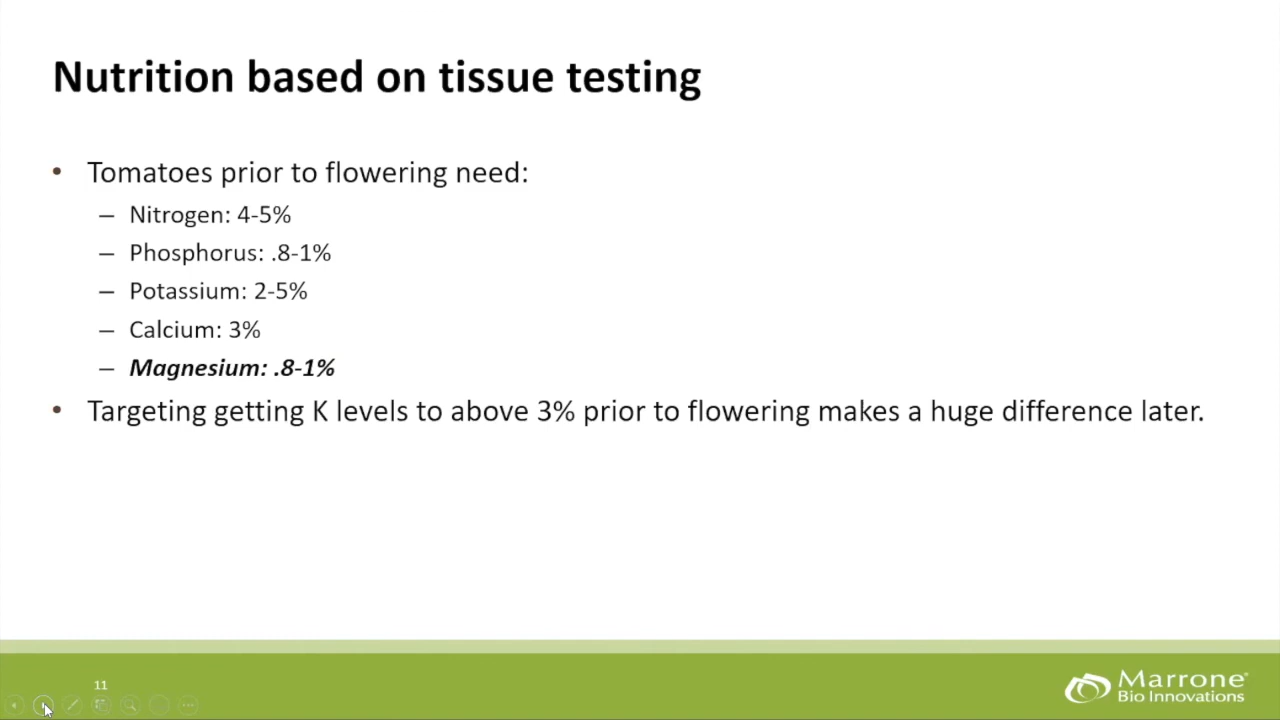 Nutrition based on tissue testing
• Tomatoes prior to flowering need:
– Nitrogen: 4-5%
– Phosphorus: .8-1%
– Potassium: 2-5%
– Calcium: 3%
– Magnesium: .8-1%
• Targeting getting K levels to above 3% prior to flowering makes a huge difference later.
11
Marrone®
Bio Innovations